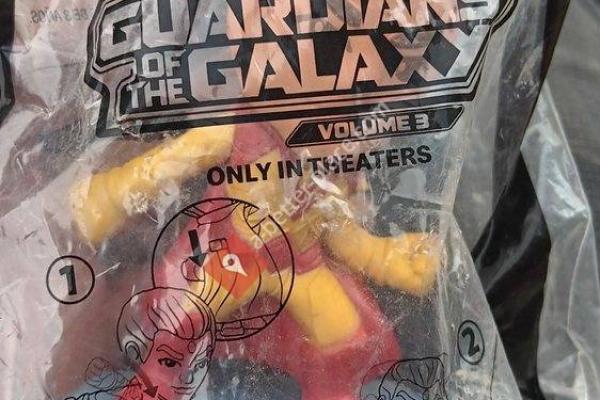 GUARDIANS
OF
THE GALAXY
VOLUME 3
ONLY IN THEATERS
1
2